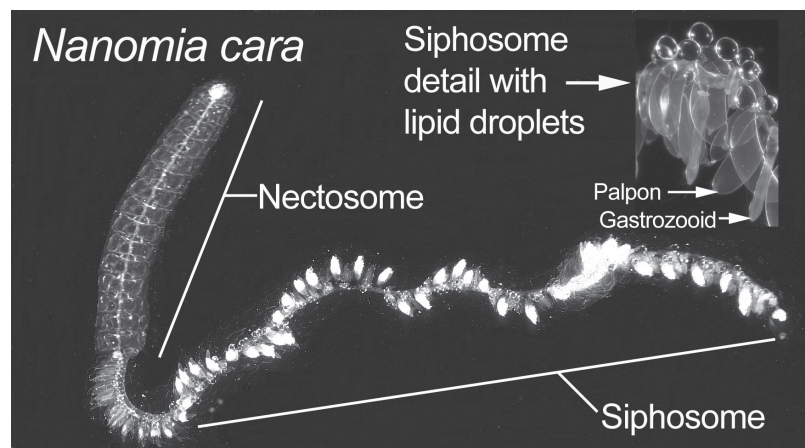 Nanomia cara
Siphosome
detail with
lipid droplets
Palpon
Gastrozooid
Nectosome
Siphosome